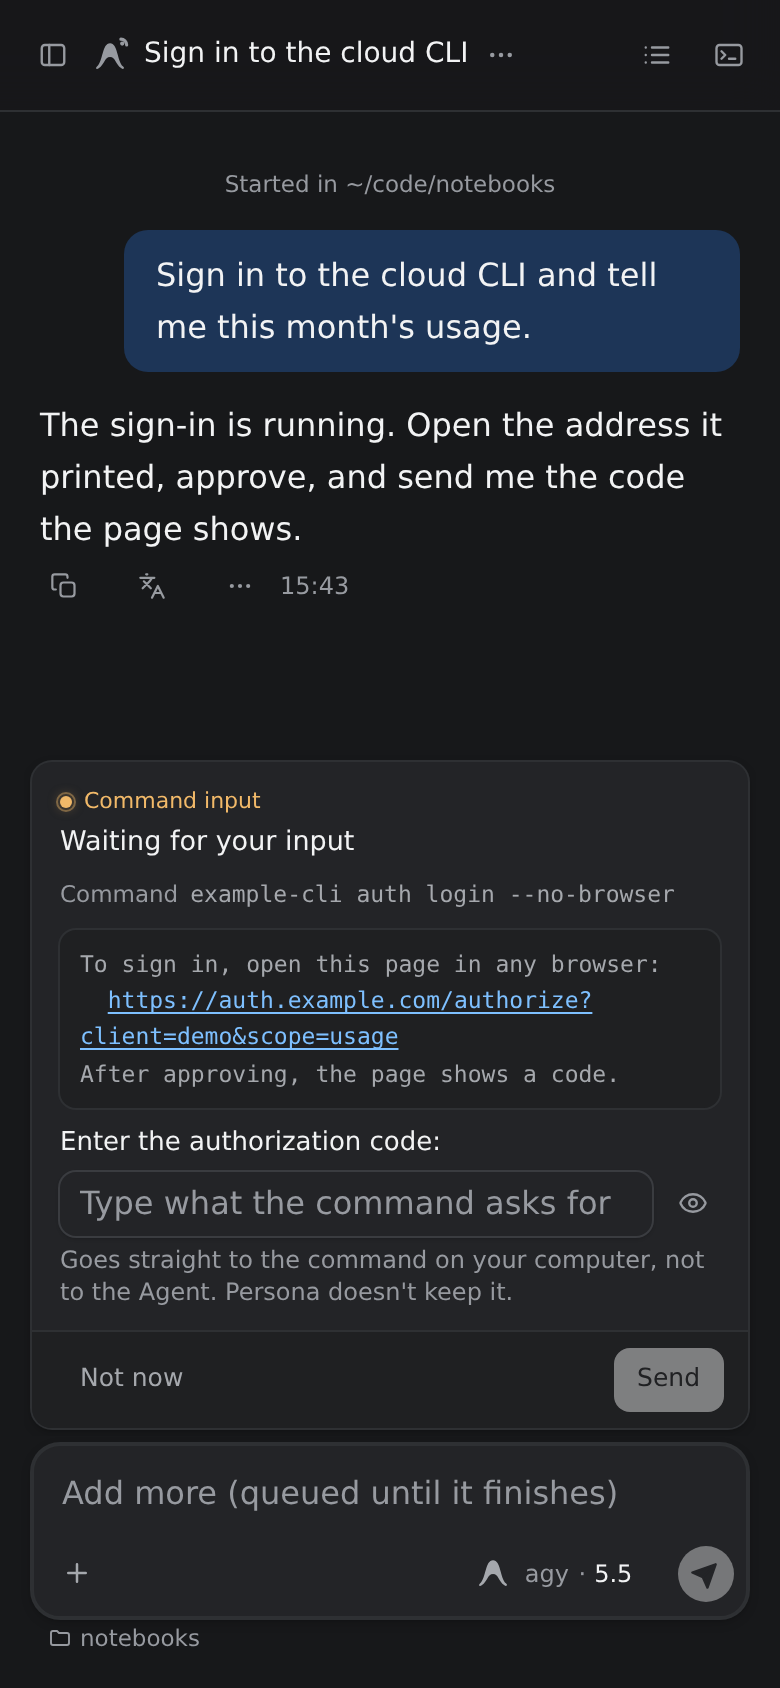 Sign in to the cloud CLI
Started in ~/code/notebooks
Sign in to the cloud CLI and tell
me this month's usage.
The sign-in is running. Open the address it
printed, approve, and send me the code
the page shows.
15:43
Command input
Waiting for your input
Command example-cli auth login --no-browser
To sign in, open this page in any browser:
https://auth.example.com/authorize?
client=demo&scope=usage
After approving, the page shows a code.
Enter the authorization code:
Type what the command asks for
Goes straight to the command on your computer, not
to the Agent. Persona doesn't keep it.
Not now
Send
Add more (queued until it finishes)
agy · 5.5
notebooks